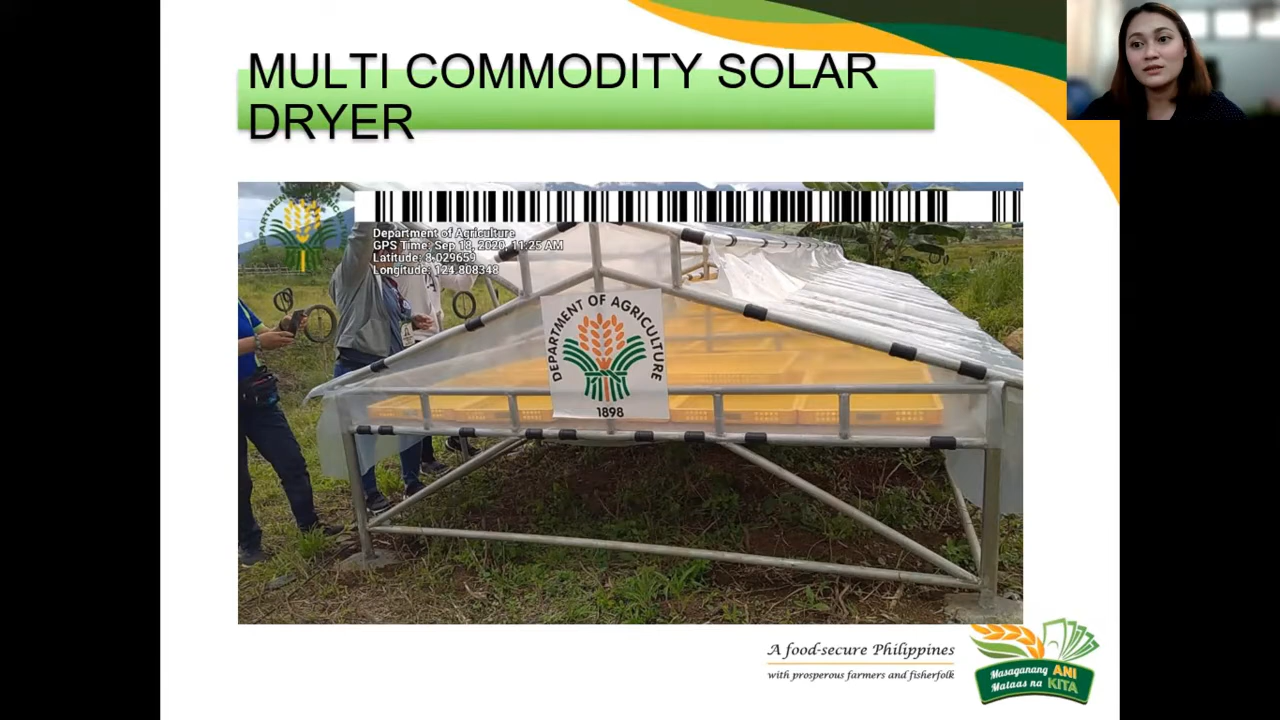 MULTI COMMODITY SOLAR
DRYER
Department of Agriculture
GPS Time: Sep 18, 2020, 11:25 AM
Latitude: 8.029659
Longitude: 124.808348
DEPARTMENT OF AGRICULTURE
1898
A food-secure Philippines
with prosperous farmers and fisherfolk
Masaganang ANI
Mataas na KITA